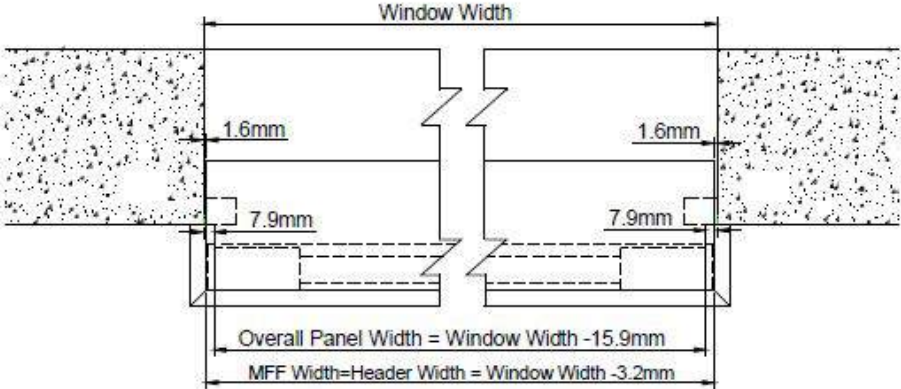 Window Width
1.6mm
1.6mm
7.9mm
7.9mm
Overall Panel Width = Window Width -15.9mm
MFF Width=Header Width = Window Width -3.2mm